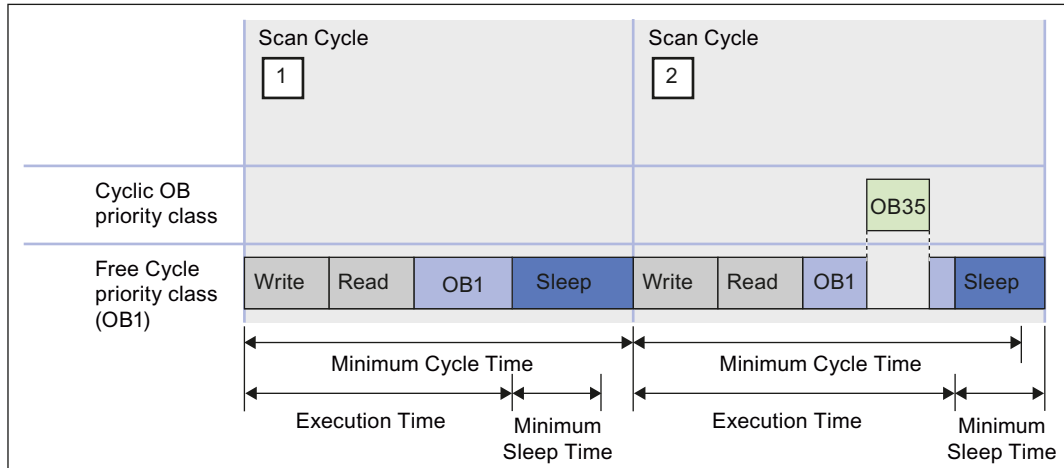 Scan Cycle
1
Scan Cycle
2
Cyclic OB
priority class
OB35
Free Cycle
priority class
(OB1)
Write Read OB1 Sleep Write Read OB1 Sleep
Minimum Cycle Time
Minimum Cycle Time
Execution Time
Minimum
Sleep Time
Execution Time
Minimum
Sleep Time